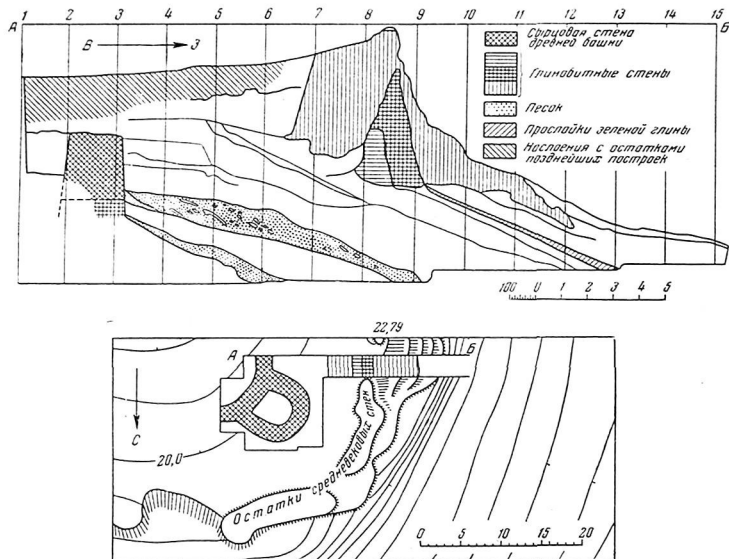 1 2 3 4 5 6 7 8 9 10 11 12 13 14 15
А Б
В З
Сырцовая стена
древней башни
Глинобитные стены
Песок
Прослойки зеленой глины
Наслоения с остатками
позднейших построек
100 0 1 2 3 4 5
22,79
А Б
С
20,0
Остатки средневековых стен
0 5 10 15 20